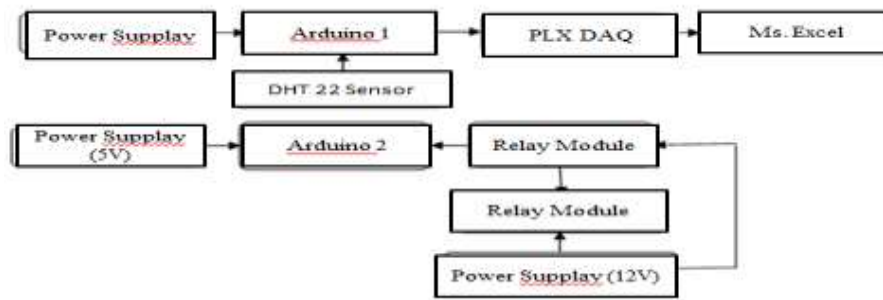 Power Supplay
Arduino 1
PLX DAQ
Ms. Excel
DHT 22 Sensor
Power Supplay
(5V)
Arduino 2
Relay Module
Relay Module
Power Supplay (12V)